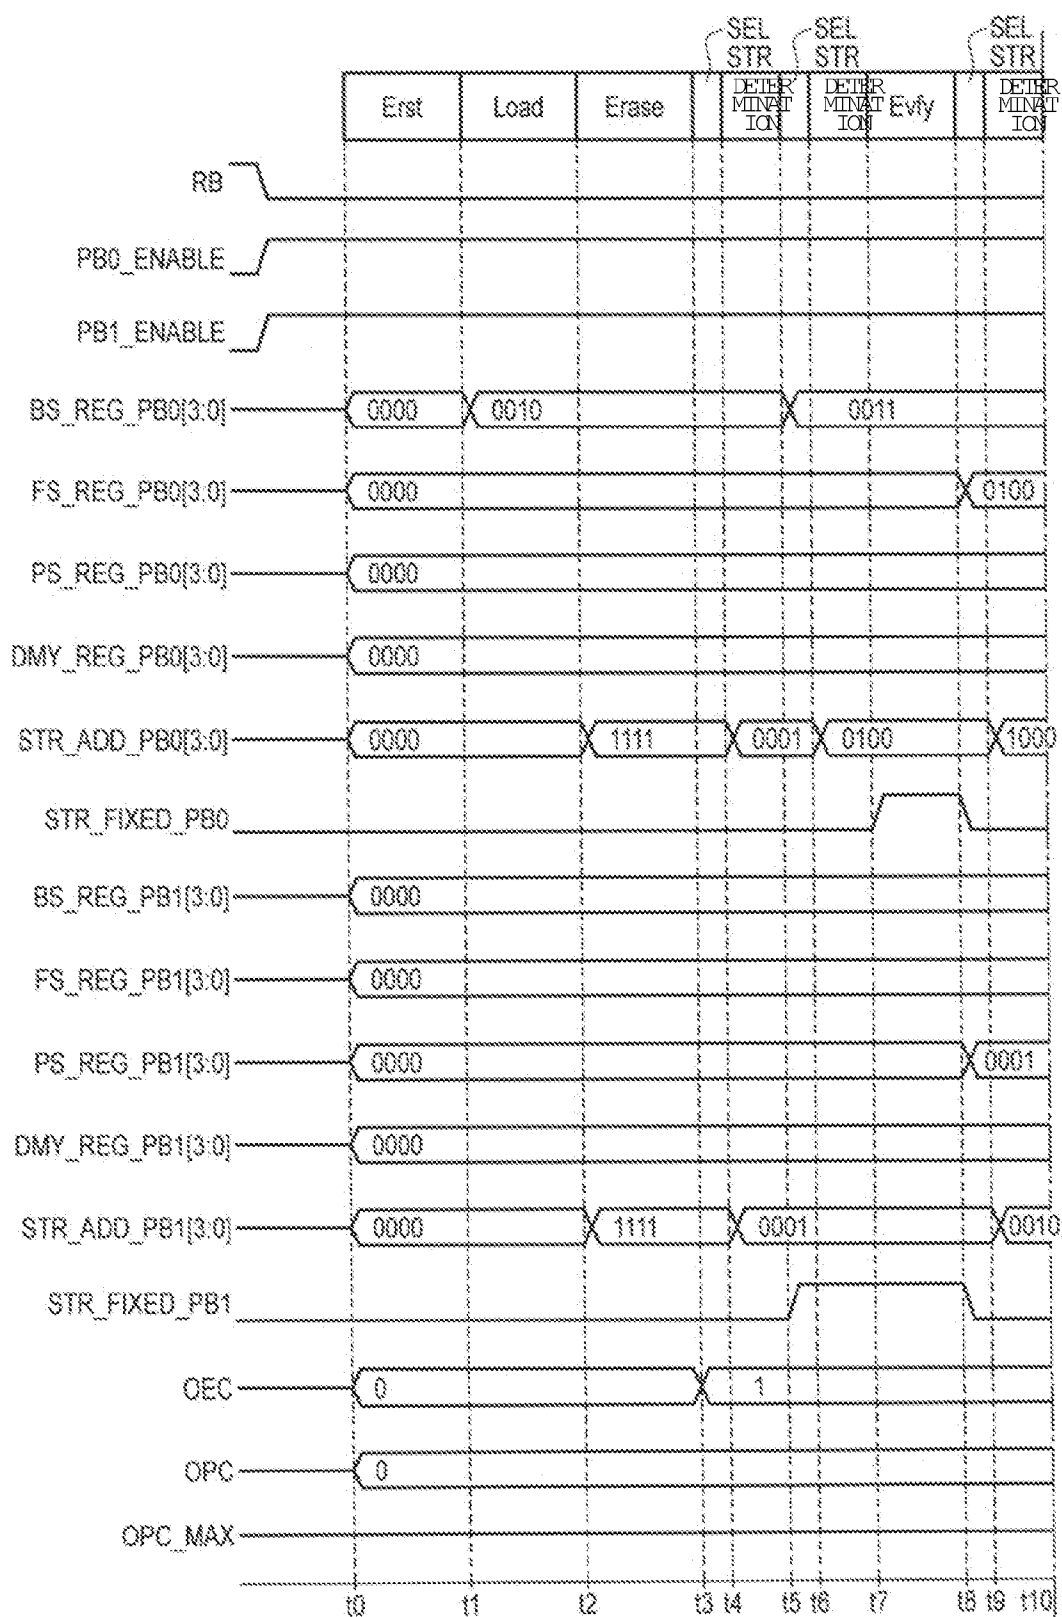 SEL SEL SEL
STR STR STR
Erst Load Erase DETER DETER Evfy DETER
MINAT MINAT MINAT
ION ION ION
RB
PB0_ENABLE
PB1_ENABLE
BS_REG_PB0[3:0] 0000 0010 0011
FS_REG_PB0[3:0] 0000 0100
PS_REG_PB0[3:0] 0000
DMY_REG_PB0[3:0] 0000
STR_ADD_PB0[3:0] 0000 1111 0001 0100 1000
STR_FIXED_PB0
BS_REG_PB1[3:0] 0000
FS_REG_PB1[3:0] 0000
PS_REG_PB1[3:0] 0000 0001
DMY_REG_PB1[3:0] 0000
STR_ADD_PB1[3:0] 0000 1111 0001 0010
STR_FIXED_PB1
OEC 0 1
OPC 0
OPC_MAX
t0 t1 t2 t3 t4 t5 t6 t7 t8 t9 t10